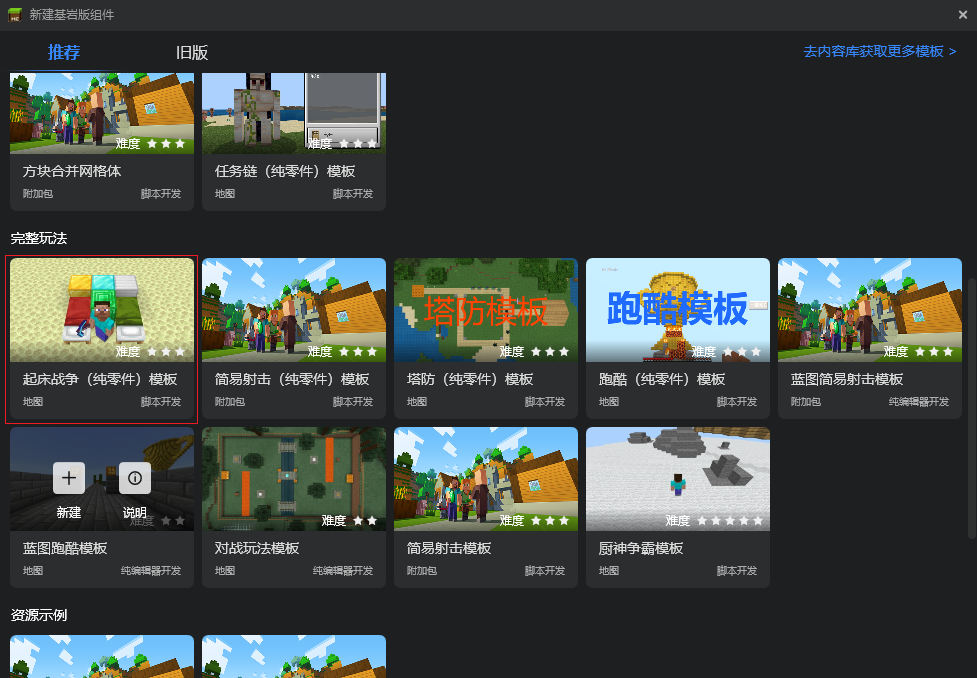 新建基岩版组件
推荐
旧版
去内容库获取更多模板 >
难度
方块合并网格体
附加包
脚本开发
难度
任务链（纯零件）模板
地图
脚本开发
完整玩法
难度
起床战争（纯零件）模板
地图
脚本开发
难度
简易射击（纯零件）模板
附加包
脚本开发
塔防模板
难度
塔防（纯零件）模板
地图
脚本开发
跑酷模板
难度
跑酷（纯零件）模板
地图
脚本开发
难度
蓝图简易射击模板
附加包
纯编辑器开发
新建
说明
难度
蓝图跑酷模板
地图
纯编辑器开发
难度
对战玩法模板
地图
纯编辑器开发
难度
简易射击模板
附加包
脚本开发
难度
厨神争霸模板
地图
脚本开发
资源示例